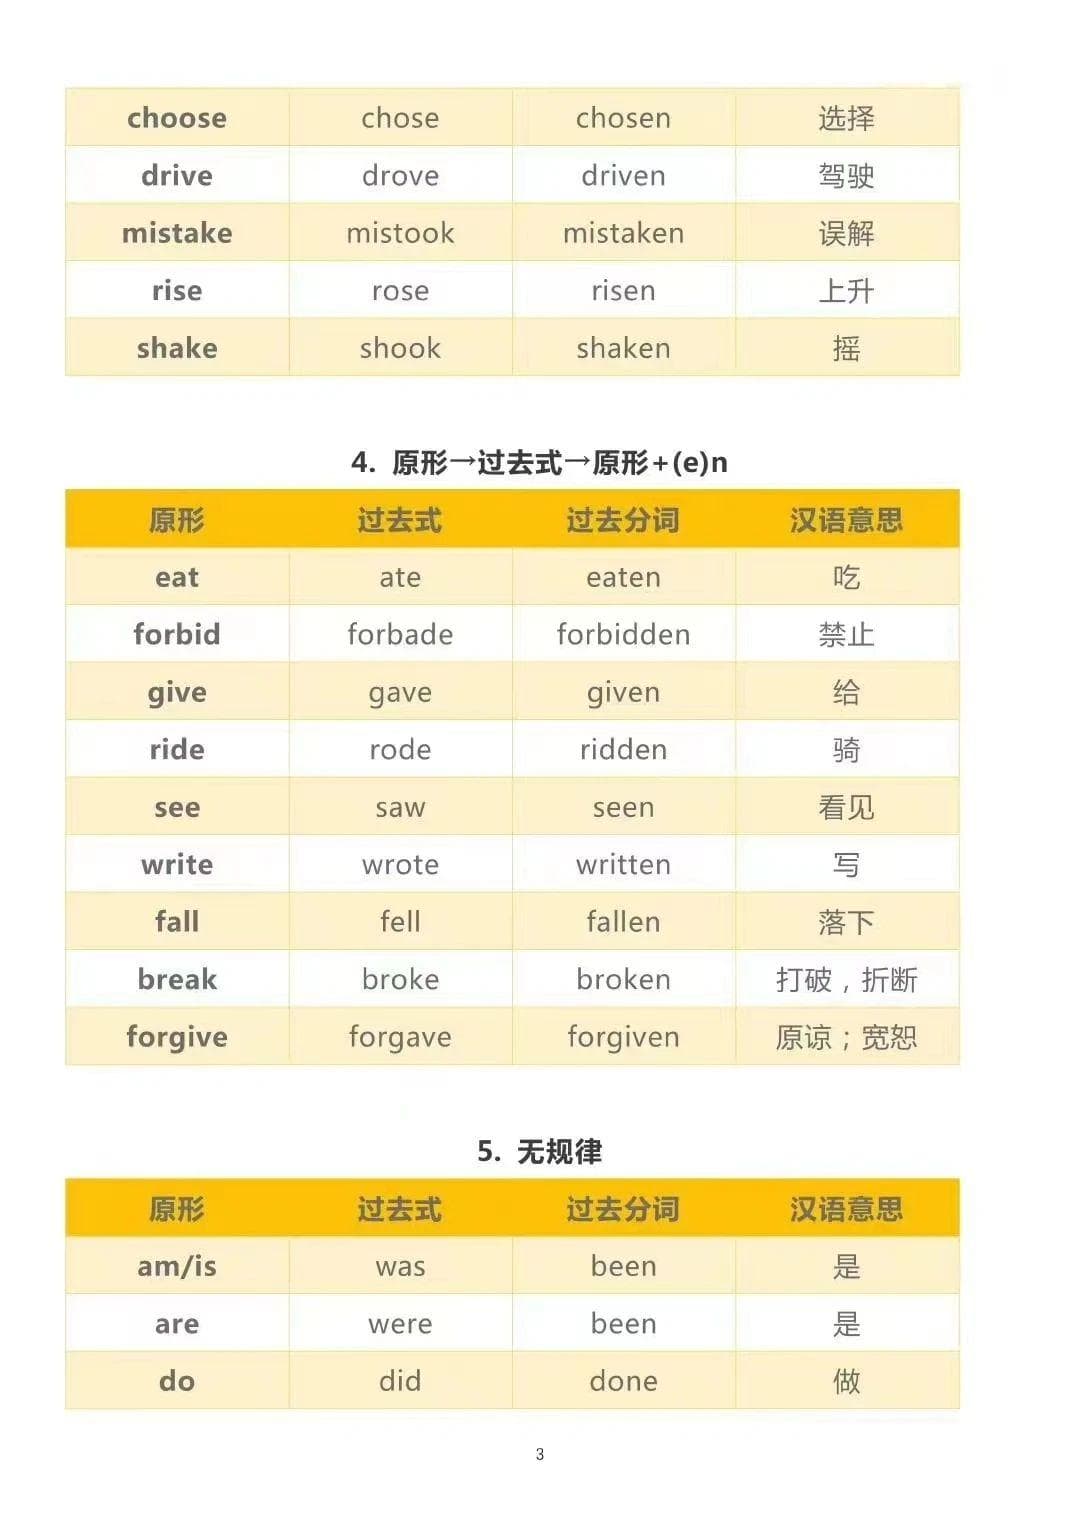 choose chose chosen 选择
drive drove driven 驾驶
mistake mistook mistaken 误解
rise rose risen 上升
shake shook shaken 摇
4. 原形→过去式→原形+(e)n
原形 过去式 过去分词 汉语意思
eat ate eaten 吃
forbid forbade forbidden 禁止
give gave given 给
ride rode ridden 骑
see saw seen 看见
write wrote written 写
fall fell fallen 落下
break broke broken 打破，折断
forgive forgave forgiven 原谅；宽恕
5. 无规律
原形 过去式 过去分词 汉语意思
am/is was been 是
are were been 是
do did done 做
3